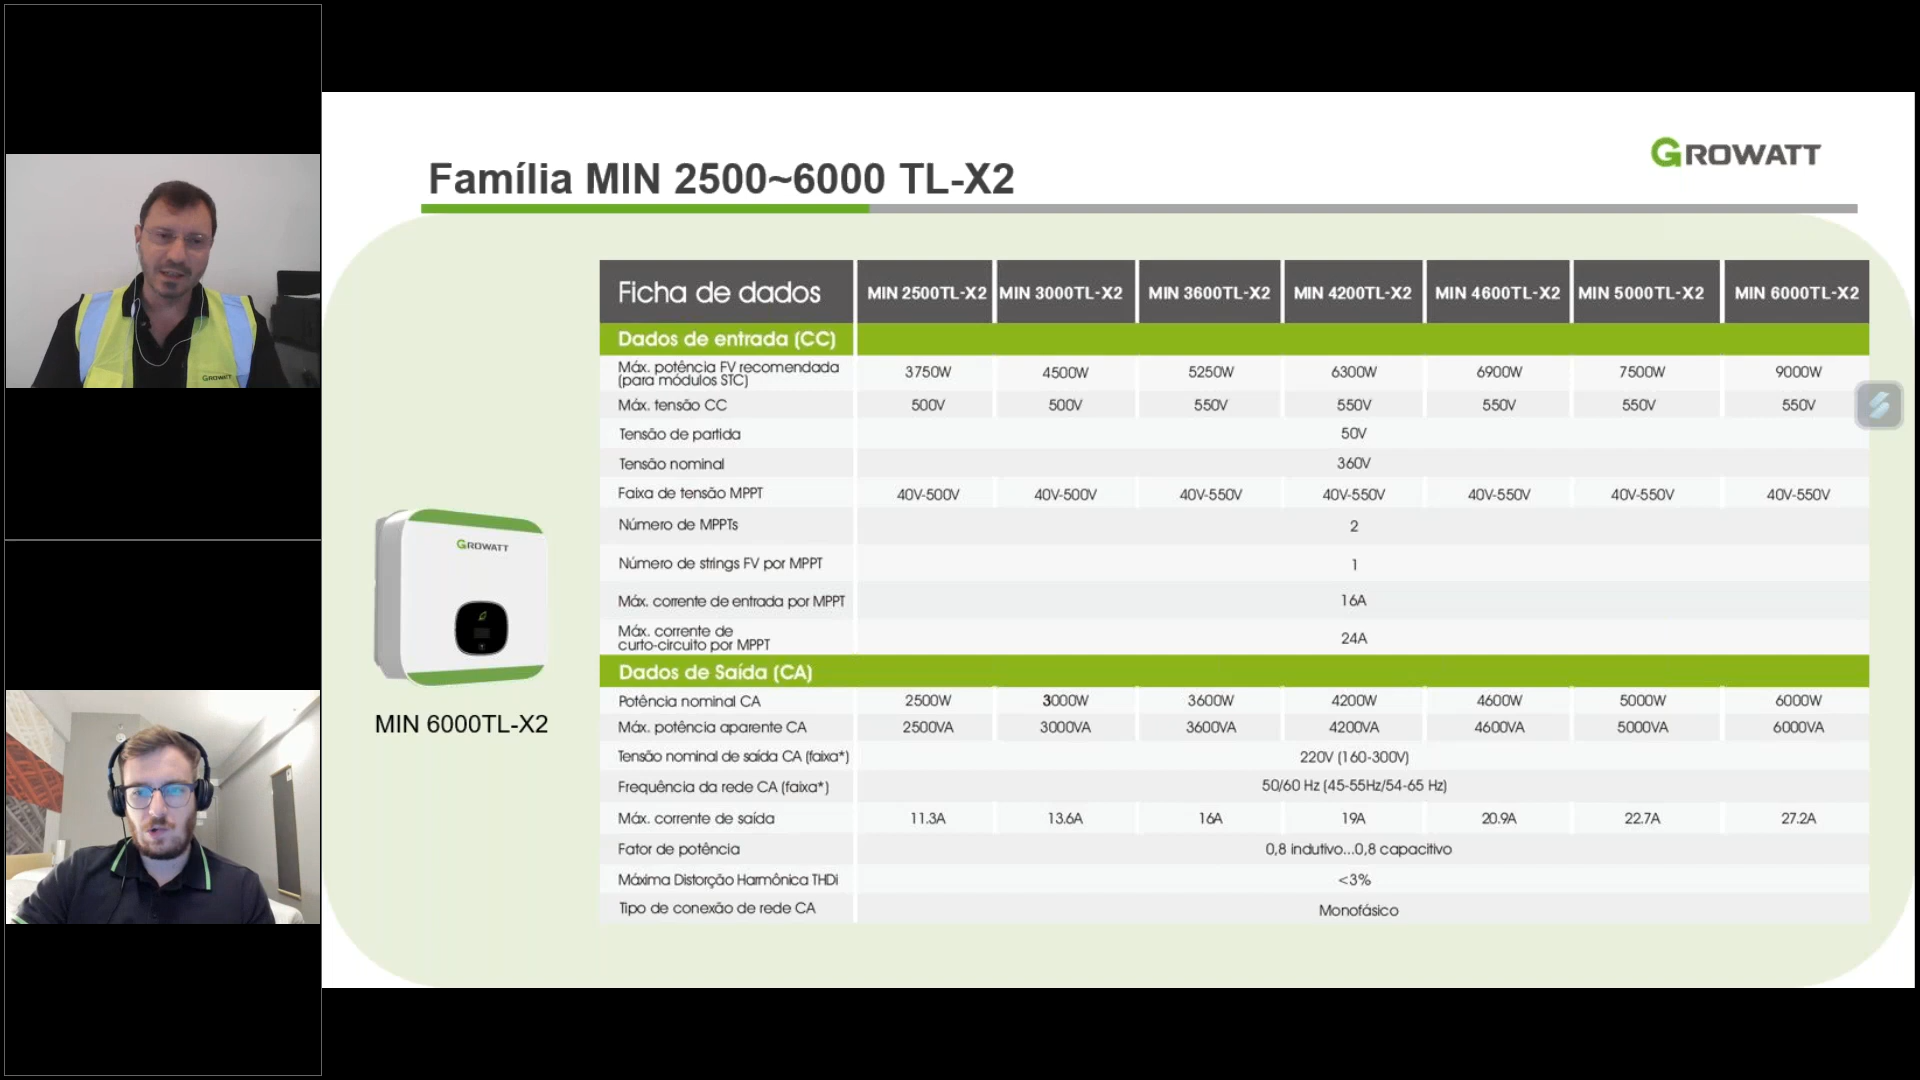 GROWATT
Família MIN 2500~6000 TL-X2
Ficha de dados MIN 2500TL-X2 MIN 3000TL-X2 MIN 3600TL-X2 MIN 4200TL-X2 MIN 4600TL-X2 MIN 5000TL-X2 MIN 6000TL-X2
Dados de entrada (CC)
Máx. potência FV recomendada
(para módulos STC) 3750W 4500W 5250W 6300W 6900W 7500W 9000W
Máx. tensão CC 500V 500V 550V 550V 550V 550V 550V
Tensão de partida 50V
Tensão nominal 360V
Faixa de tensão MPPT 40V-500V 40V-500V 40V-550V 40V-550V 40V-550V 40V-550V 40V-550V
Número de MPPTs 2
Número de strings FV por MPPT 1
Máx. corrente de entrada por MPPT 16A
Máx. corrente de
curto-circuito por MPPT 24A
Dados de Saída (CA)
Potência nominal CA 2500W 3000W 3600W 4200W 4600W 5000W 6000W
Máx. potência aparente CA 2500VA 3000VA 3600VA 4200VA 4600VA 5000VA 6000VA
Tensão nominal de saída CA (faixa*) 220V (160-300V)
Frequência da rede CA (faixa*) 50/60 Hz (45-55Hz/54-65 Hz)
Máx. corrente de saída 11.3A 13.6A 16A 19A 20.9A 22.7A 27.2A
Fator de potência 0,8 indutivo...0,8 capacitivo
Máxima Distorção Harmônica THDi <3%
Tipo de conexão de rede CA Monofásico
GROWATT
MIN 6000TL-X2
GROWATT